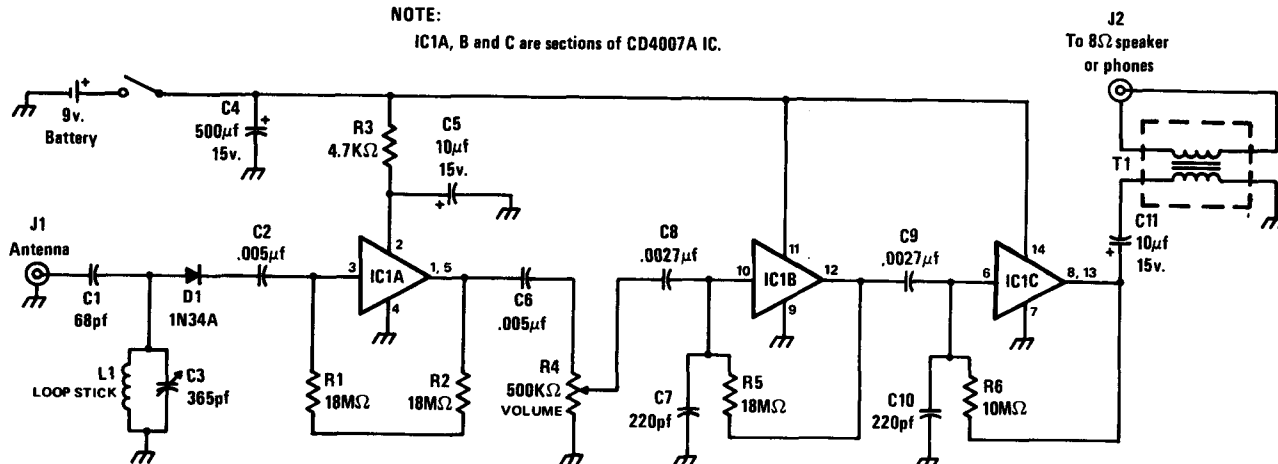 NOTE:
IC1A, B and C are sections of CD4007A IC.
J2
To 8Ω speaker
or phones
+
9v.
Battery
C4
500μf
15v.
+
R3
4.7KΩ
C5
10μf
15v.
+
T1
C11
10μf
15v.
+
J1
Antenna
C1
68pf
D1
1N34A
C2
.005μf
L1
LOOP STICK
C3
365pf
3
2
IC1A
1, 5
4
R1
18MΩ
R2
18MΩ
C6
.005μf
R4
500KΩ
VOLUME
C8
.0027μf
10
11
IC1B
12
9
C7
220pf
R5
18MΩ
C9
.0027μf
6
14
IC1C
8, 13
7
C10
220pf
R6
10MΩ